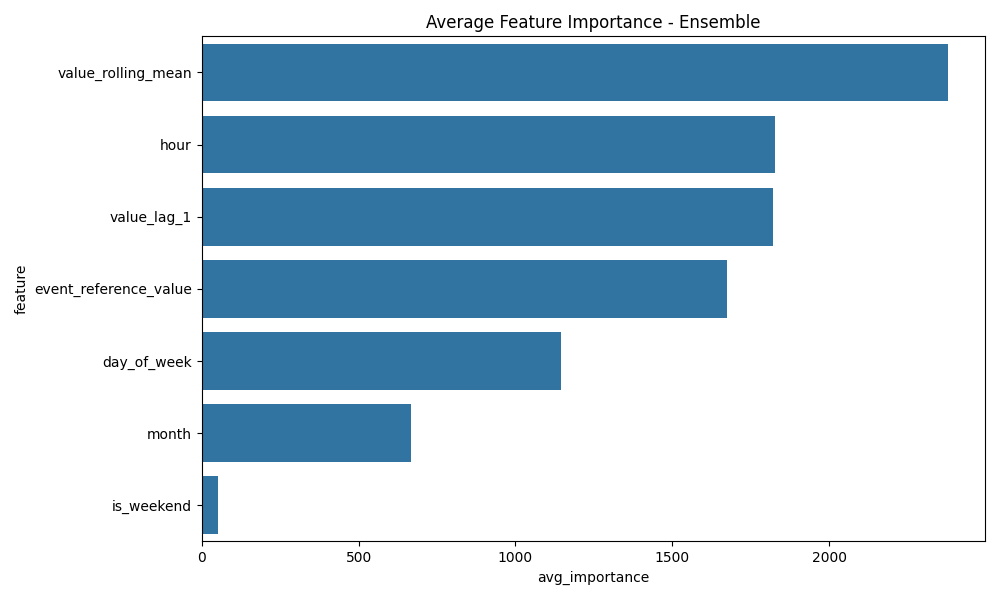 Average Feature Importance - Ensemble
feature
value_rolling_mean
hour
value_lag_1
event_reference_value
day_of_week
month
is_weekend
0 500 1000 1500 2000
avg_importance